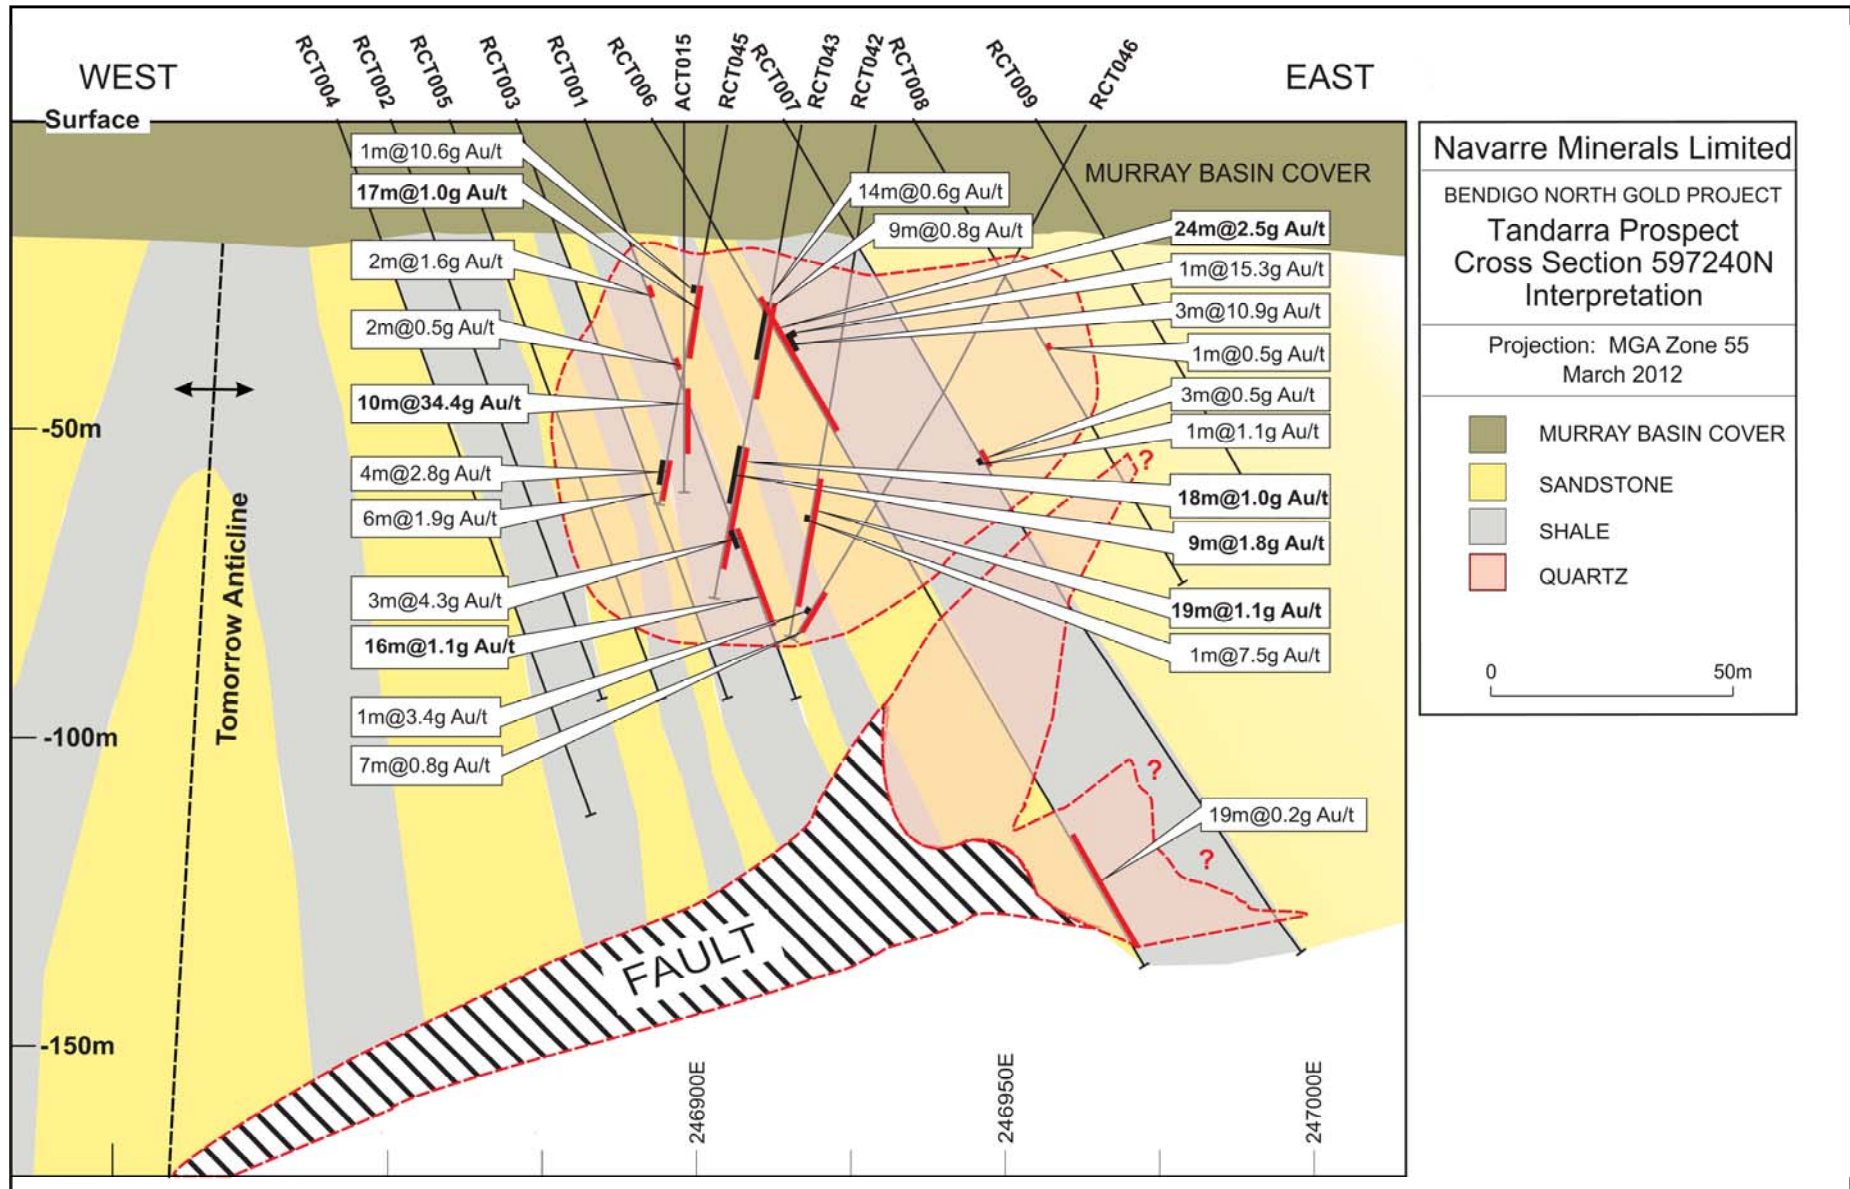 WEST
EAST
RCT004
RCT002
RCT005
RCT003
RCT001
RCT006
ACT015
RCT045
RCT007
RCT043
RCT042
RCT008
RCT009
RCT046
Surface
MURRAY BASIN COVER
1m@10.6g Au/t
17m@1.0g Au/t
2m@1.6g Au/t
2m@0.5g Au/t
10m@34.4g Au/t
4m@2.8g Au/t
6m@1.9g Au/t
3m@4.3g Au/t
16m@1.1g Au/t
1m@3.4g Au/t
7m@0.8g Au/t
14m@0.6g Au/t
9m@0.8g Au/t
24m@2.5g Au/t
1m@15.3g Au/t
3m@10.9g Au/t
1m@0.5g Au/t
3m@0.5g Au/t
1m@1.1g Au/t
18m@1.0g Au/t
9m@1.8g Au/t
19m@1.1g Au/t
1m@7.5g Au/t
19m@0.2g Au/t
?
?
?
-50m
-100m
-150m
Tomorrow Anticline
FAULT
246900E
246950E
247000E
Navarre Minerals Limited
BENDIGO NORTH GOLD PROJECT
Tandarra Prospect
Cross Section 597240N
Interpretation
Projection: MGA Zone 55
March 2012
MURRAY BASIN COVER
SANDSTONE
SHALE
QUARTZ
0 50m